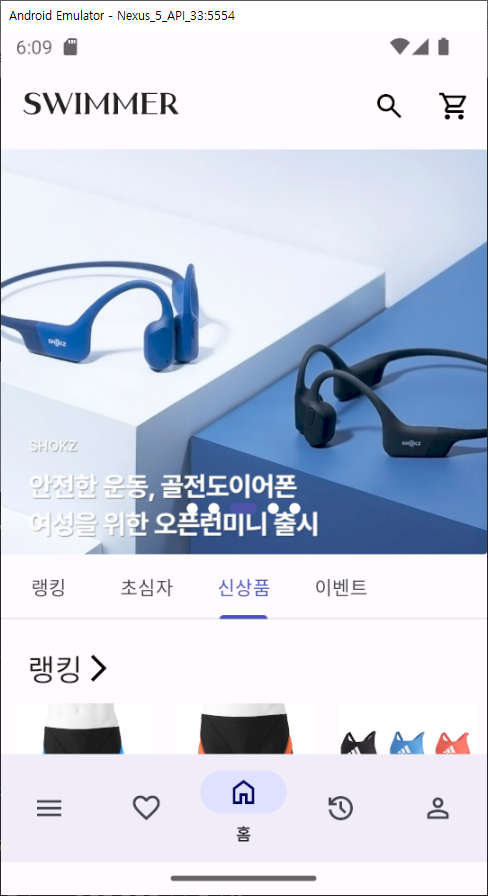 Android Emulator - Nexus_5_API_33:5554
6:09
SWIMMER
SHOKZ
SHOKZ
SHOKZ
안전한 운동, 골전도이어폰
여성을 위한 오픈런미니 출시
랭킹 초심자 신상품 이벤트
랭킹
홈